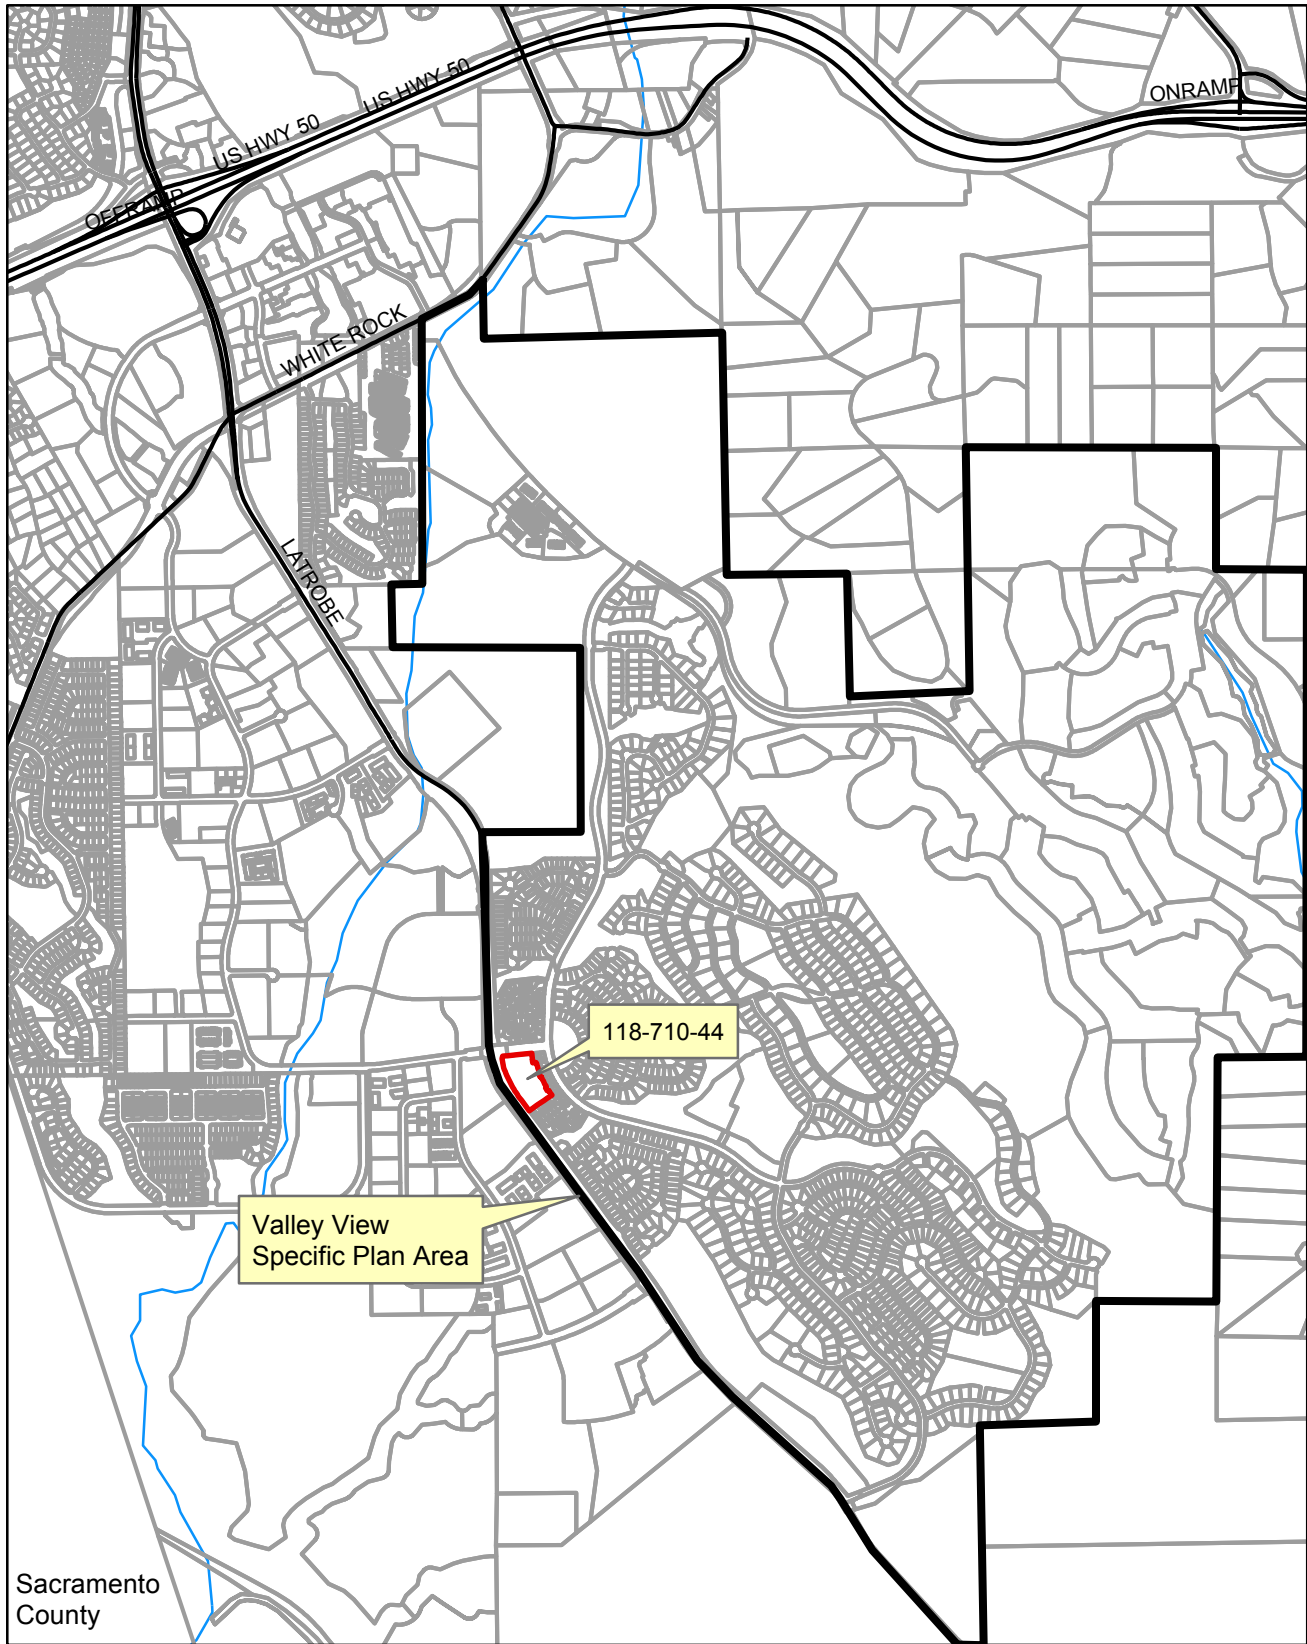 US HWY 50
ONRAMP
US HWY 50
OFFRAMP
WHITE ROCK
LATROBE
118-710-44
Valley View
Specific Plan Area
Sacramento
County